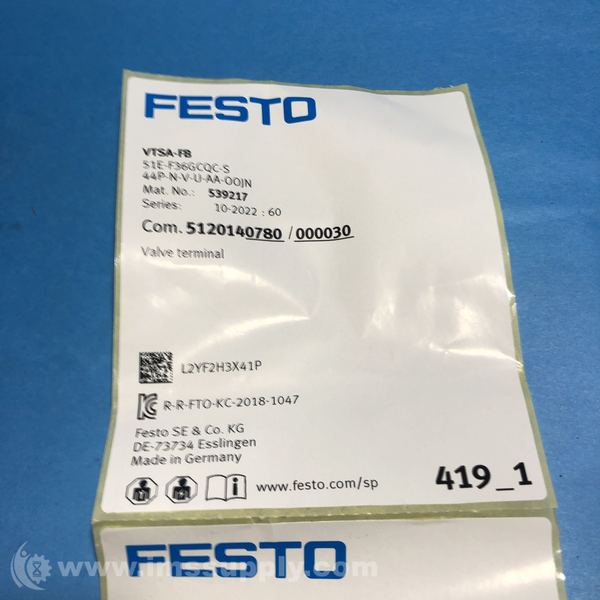 FESTO
VTSA-FB
S1E-F36GCQC-S
44P-N-V-U-AA-OOJN
Mat. No.: 539217
Series: 10-2022 : 60
Com. 5120140780 / 000030
Valve terminal
L2YF2H3X41P
R-R-FTO-KC-2018-1047
Festo SE & Co. KG
DE-73734 Esslingen
Made in Germany
www.festo.com/sp
419_1
FESTO
www.imssupply.com